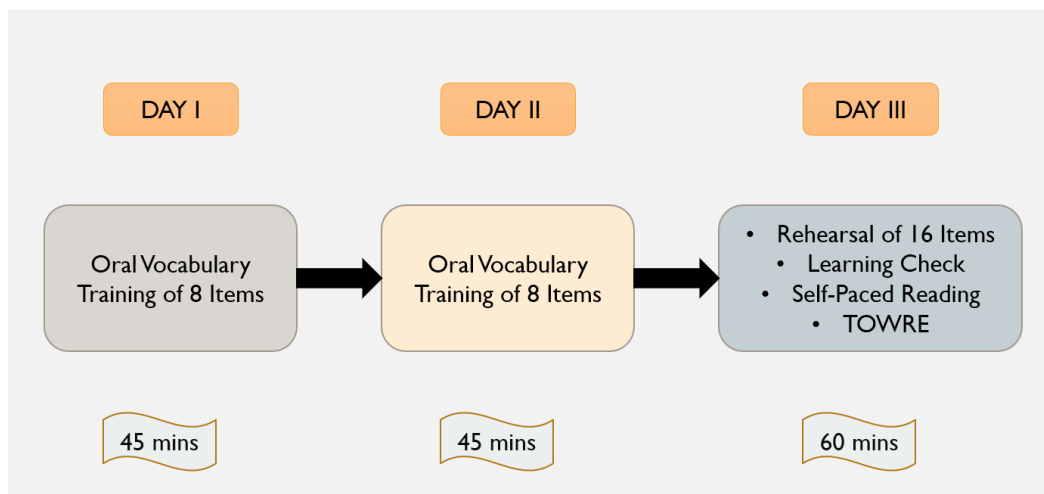 DAY I
DAY II
DAY III
Oral Vocabulary
Training of 8 Items
Oral Vocabulary
Training of 8 Items
• Rehearsal of 16 Items
• Learning Check
• Self-Paced Reading
• TOWRE
45 mins
45 mins
60 mins